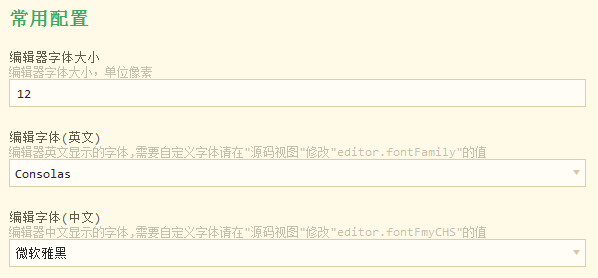 常用配置
编辑器字体大小
编辑器字体大小，单位像素
12
编辑字体(英文)
编辑器英文显示的字体,需要自定义字体请在"源码视图"修改"editor.fontFamily"的值
Consolas
编辑字体(中文)
编辑器中文显示的字体,需要自定义字体请在"源码视图"修改"editor.fontFmyCHS"的值
微软雅黑